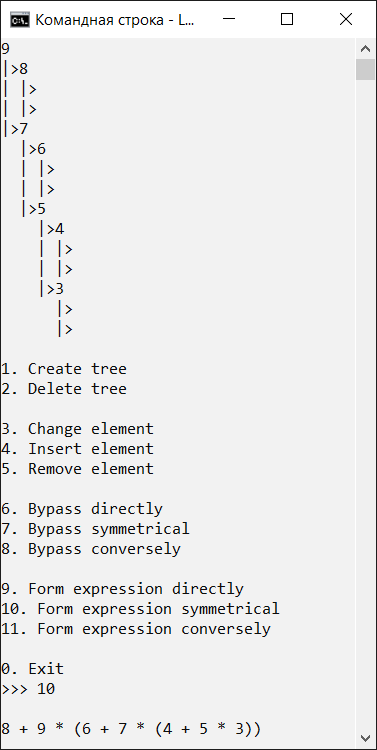 Командная строка - L...
9
|>8
| |>
| |>
|>7
  |>6
  | |>
  | |>
  |>5
    |>4
    | |>
    | |>
    |>3
      |>
      |>
1. Create tree
2. Delete tree
3. Change element
4. Insert element
5. Remove element
6. Bypass directly
7. Bypass symmetrical
8. Bypass conversely
9. Form expression directly
10. Form expression symmetrical
11. Form expression conversely
0. Exit
>>> 10
8 + 9 * (6 + 7 * (4 + 5 * 3))